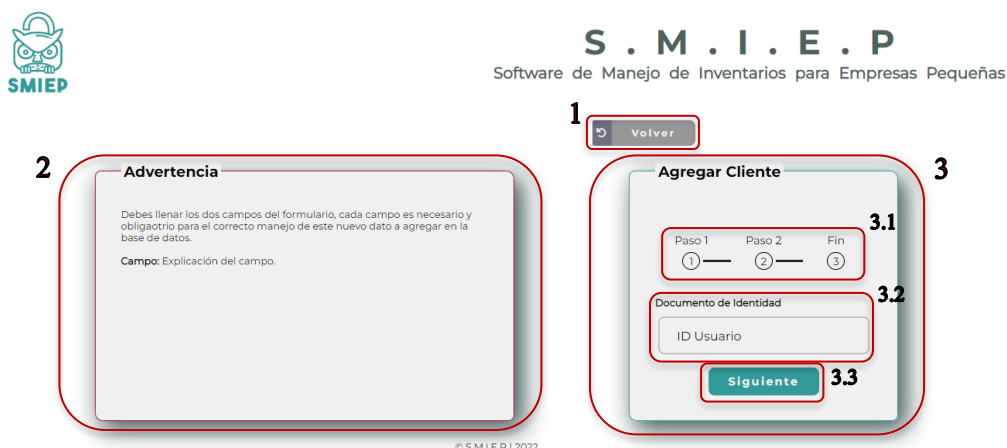 SMIEP
S . M . I . E . P
Software de Manejo de Inventarios para Empresas Pequeñas
1
Volver
2
Advertencia
Debes llenar los dos campos del formulario, cada campo es necesario y
obligaotrio para el correcto manejo de este nuevo dato a agregar en la
base de datos.
Campo: Explicación del campo.
3
Agregar Cliente
3.1
Paso 1 Paso 2 Fin
1 2 3
3.2
Documento de Identidad
ID Usuario
Siguiente
3.3
© S.M.I.E.P | 2022